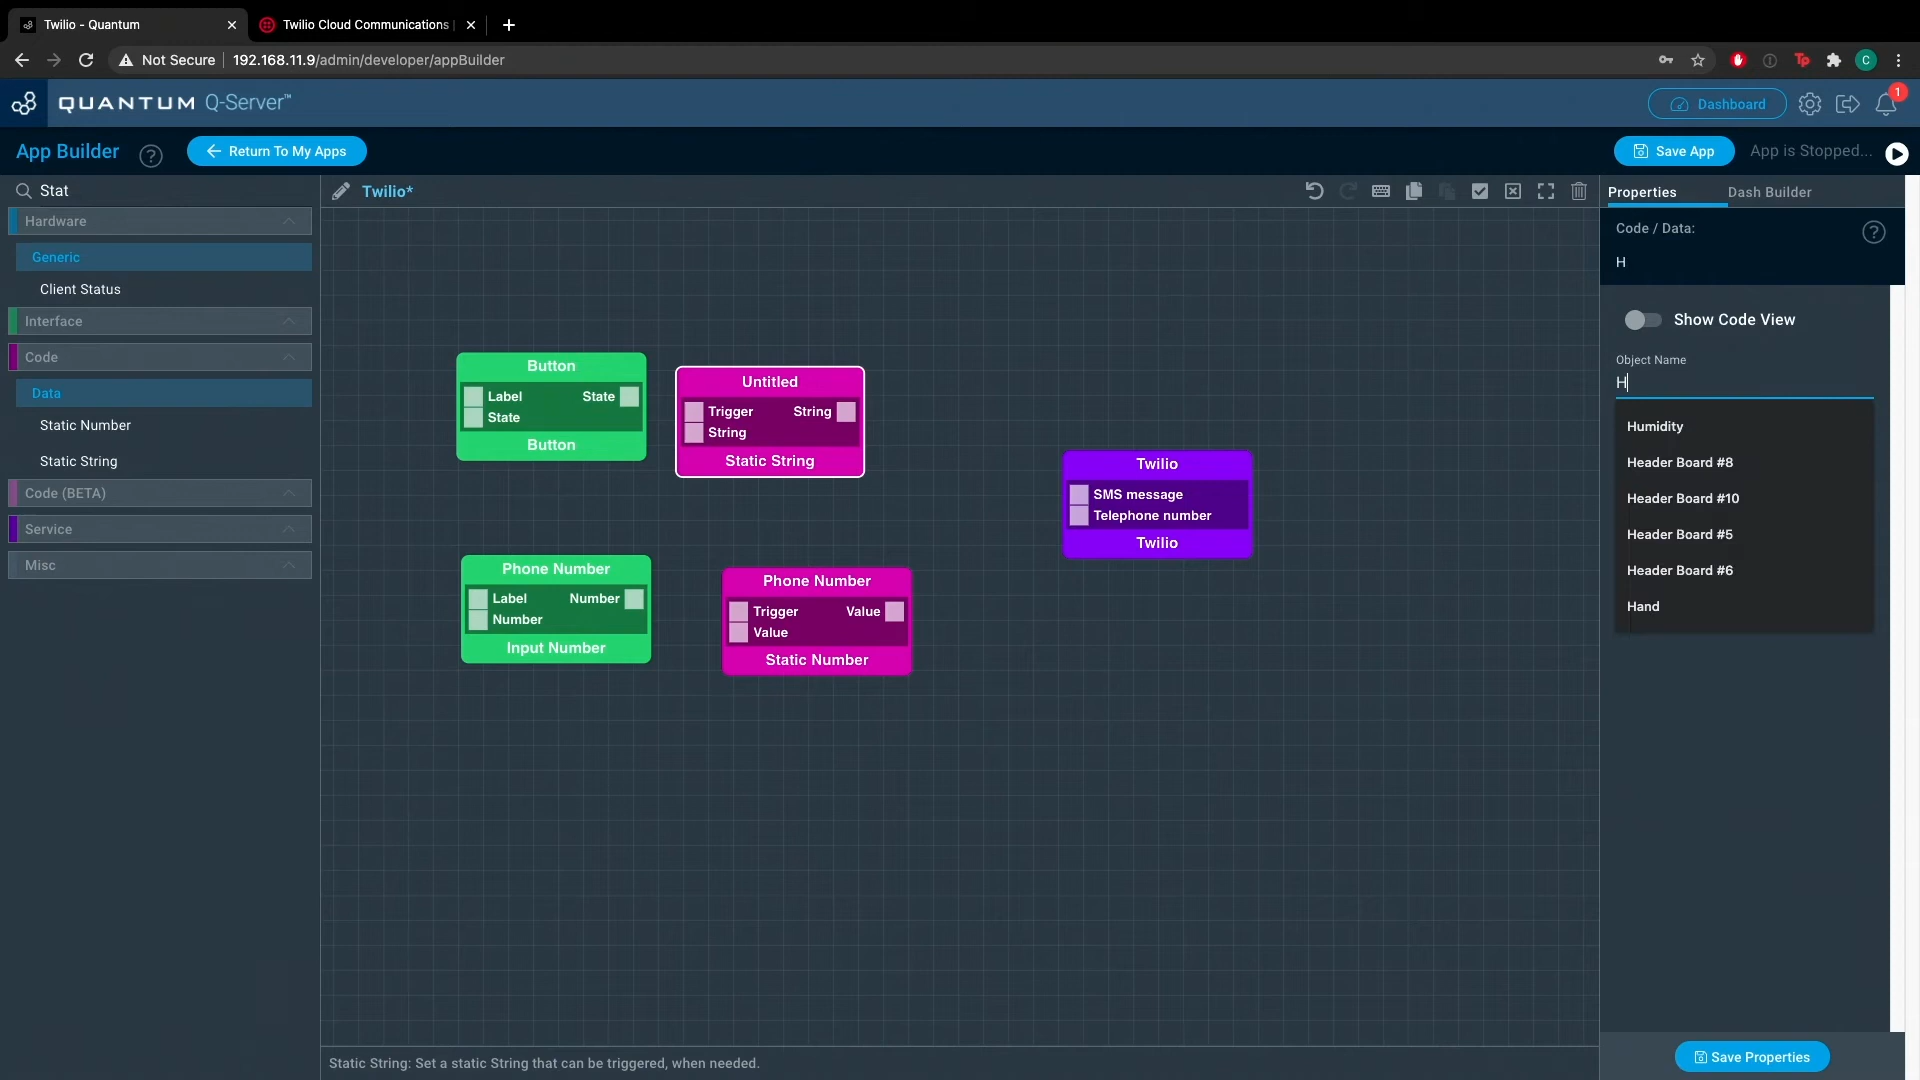 Twilio - Quantum
Twilio Cloud Communications |
Not Secure
192.168.11.9/admin/developer/appBuilder
Tp
C
QUANTUM Q-Server™
Dashboard
1
App Builder
?
Return To My Apps
Save App
App is Stopped...
Stat
Twilio*
Properties
Dash Builder
Hardware
Generic
Client Status
Interface
Code
Data
Static Number
Static String
Code (BETA)
Service
Misc
Button
Label
State
State
Button
Untitled
Trigger
String
String
Static String
Phone Number
Label
Number
Number
Input Number
Phone Number
Trigger
Value
Value
Static Number
Twilio
SMS message
Telephone number
Twilio
Code / Data:
?
H
Show Code View
Object Name
H
Humidity
Header Board #8
Header Board #10
Header Board #5
Header Board #6
Hand
Static String: Set a static String that can be triggered, when needed.
Save Properties